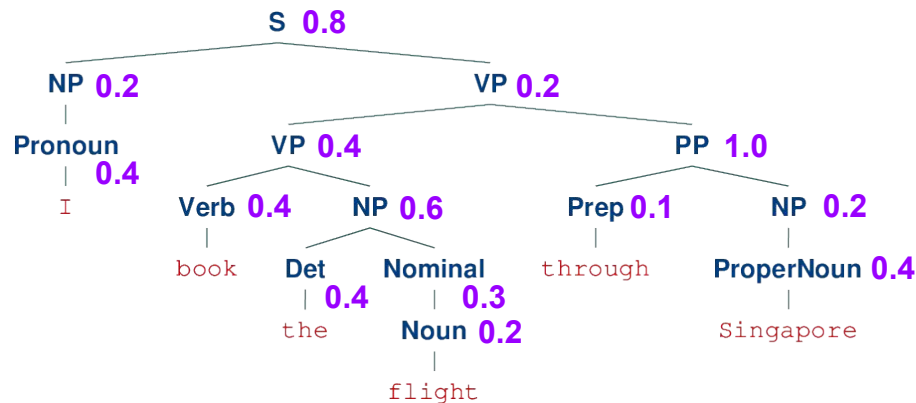 S 0.8
NP 0.2 VP 0.2
Pronoun 0.4 VP 0.4 PP 1.0
I Verb 0.4 NP 0.6 Prep 0.1 NP 0.2
book Det 0.4 Nominal 0.3 through ProperNoun 0.4
the Noun 0.2 Singapore
flight